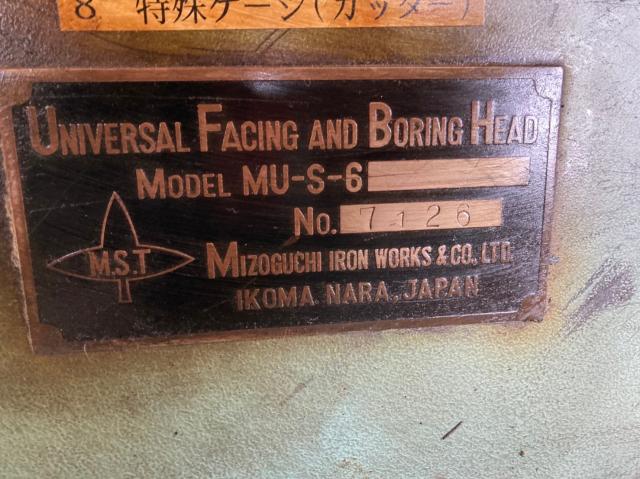 8 特殊ゲージ(カッター)
UNIVERSAL FACING AND BORING HEAD
MODEL MU-S-6
No. 7126
M.S.T
MIZOGUCHI IRON WORKS & CO., LTD.
IKOMA NARA, JAPAN